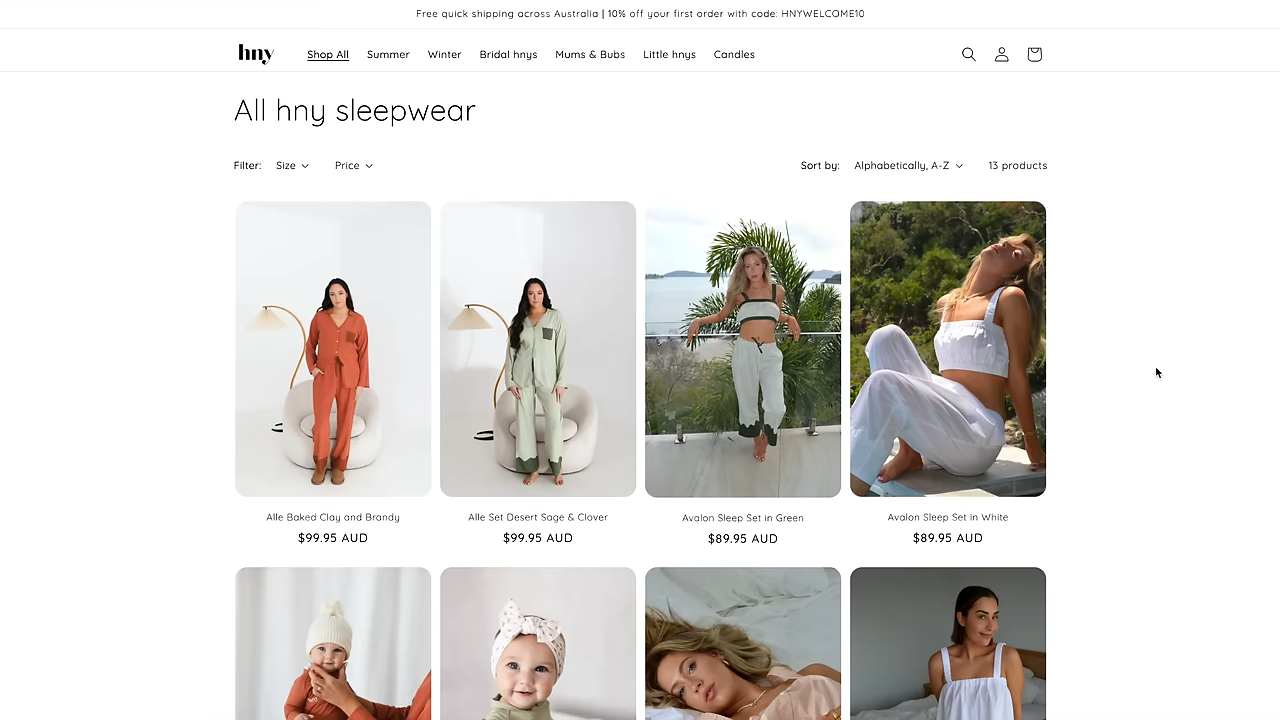 Free quick shipping across Australia | 10% off your first order with code: HNYWELCOME10
hny Shop All Summer Winter Bridal hnys Mums & Bubs Little hnys Candles
All hny sleepwear
Filter: Size Price Sort by: Alphabetically, A-Z 13 products
Alle Baked Clay and Brandy Alle Set Desert Sage & Clover Avalon Sleep Set in Green Avalon Sleep Set in White
$99.95 AUD $99.95 AUD $89.95 AUD $89.95 AUD
hny